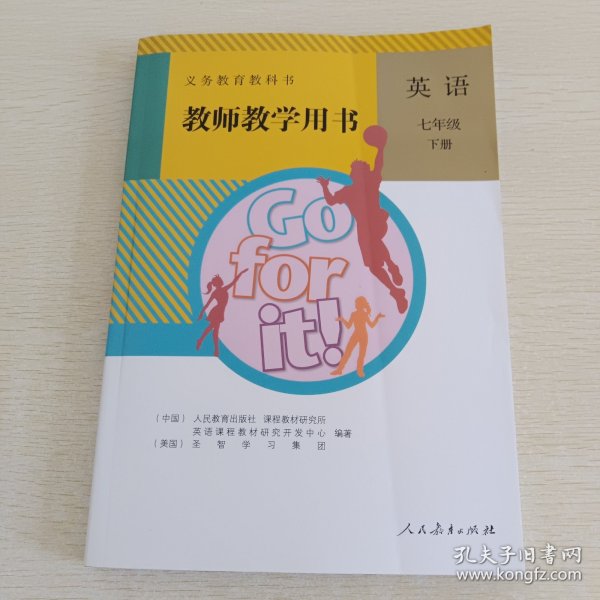 义务教育教科书
教师教学用书
英语
七年级
下册
Go
for
it!
（中国）人民教育出版社 课程教材研究所
英语课程教材研究开发中心 编著
（美国）圣智学习集团
人民教育出版社
孔夫子旧书网
www.kongfz.com